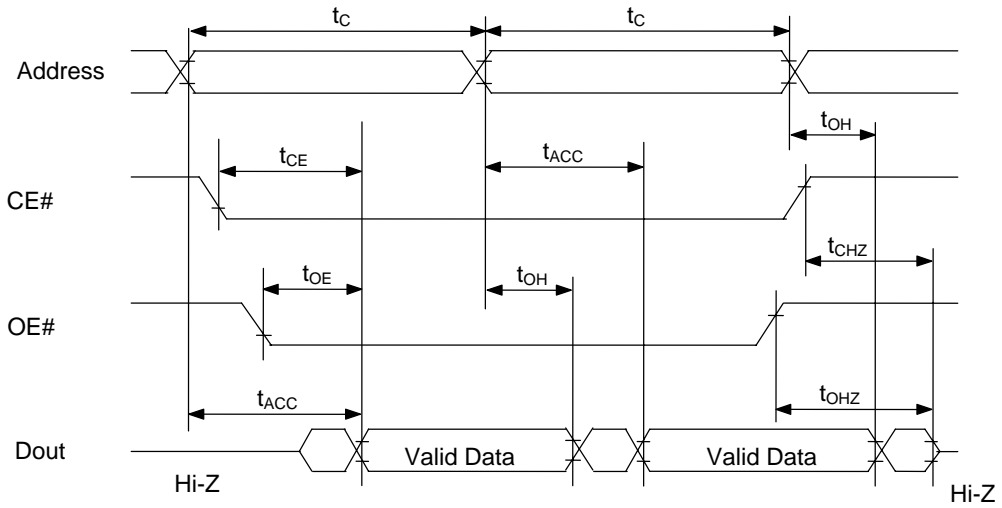 tC tC
Address
tOH
tCE tACC
CE#
tCHZ
tOE tOH
OE#
tACC tOHZ
Dout Valid Data Valid Data
Hi-Z Hi-Z